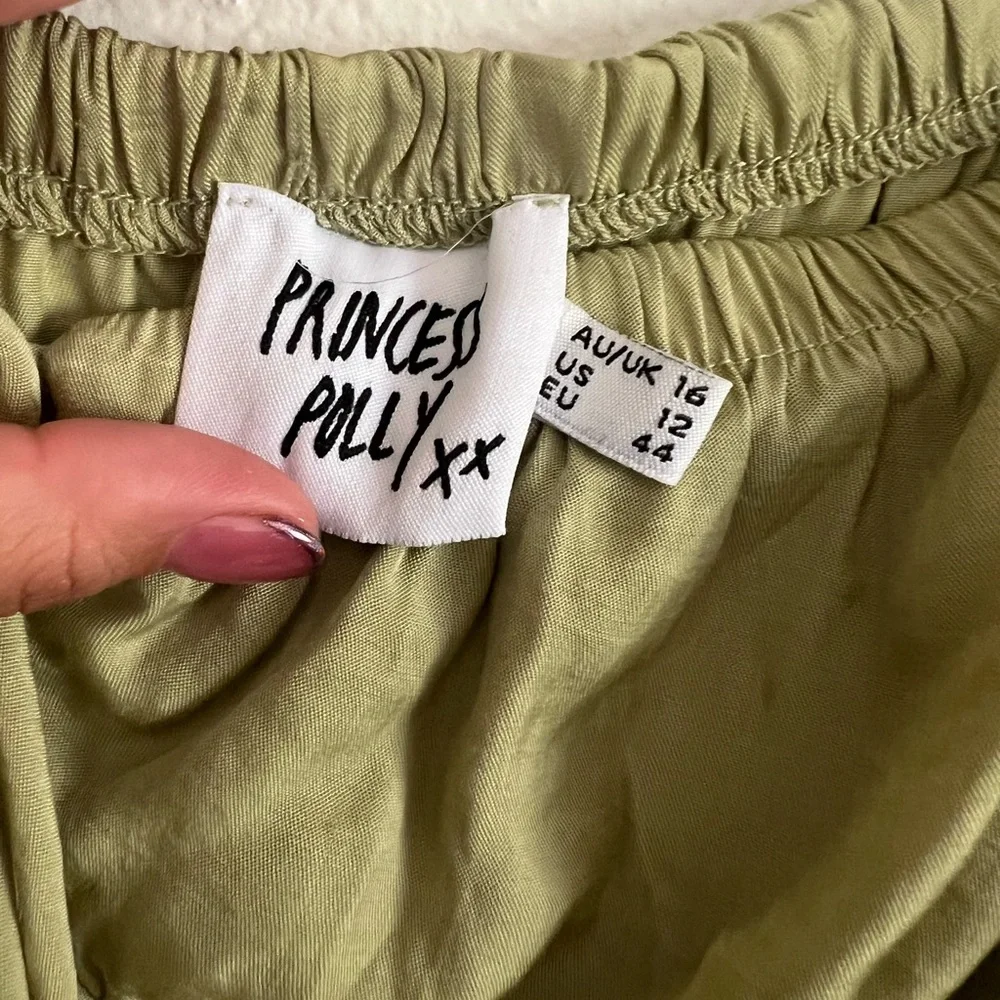 PRINCESS
POLLY
xx
AU/UK 16
US 12
EU 44